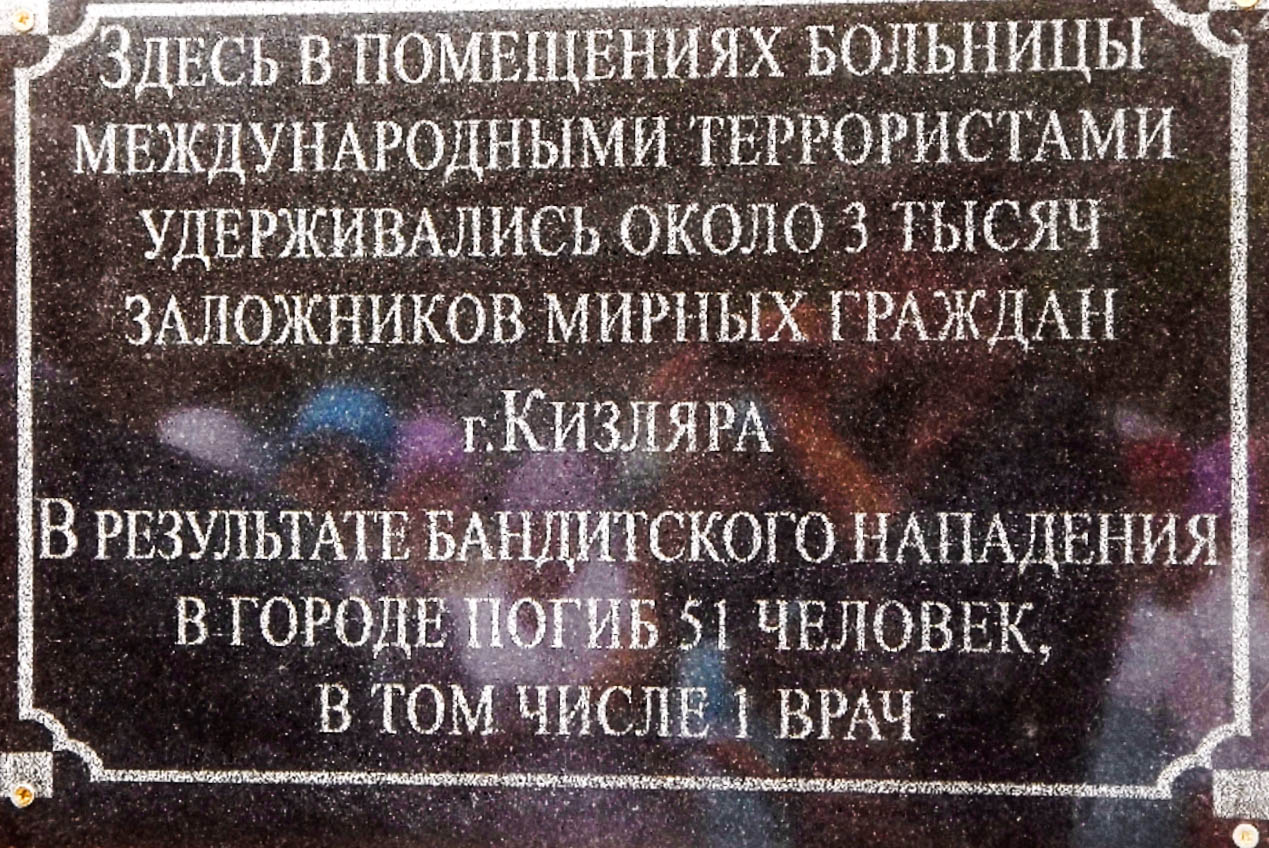 ЗДЕСЬ В ПОМЕЩЕНИЯХ БОЛЬНИЦЫ
МЕЖДУНАРОДНЫМИ ТЕРРОРИСТАМИ
УДЕРЖИВАЛИСЬ ОКОЛО 3 ТЫСЯЧ
ЗАЛОЖНИКОВ МИРНЫХ ГРАЖДАН
г.КИЗЛЯРА
В РЕЗУЛЬТАТЕ БАНДИТСКОГО НАПАДЕНИЯ
В ГОРОДЕ ПОГИБ 51 ЧЕЛОВЕК,
В ТОМ ЧИСЛЕ 1 ВРАЧ